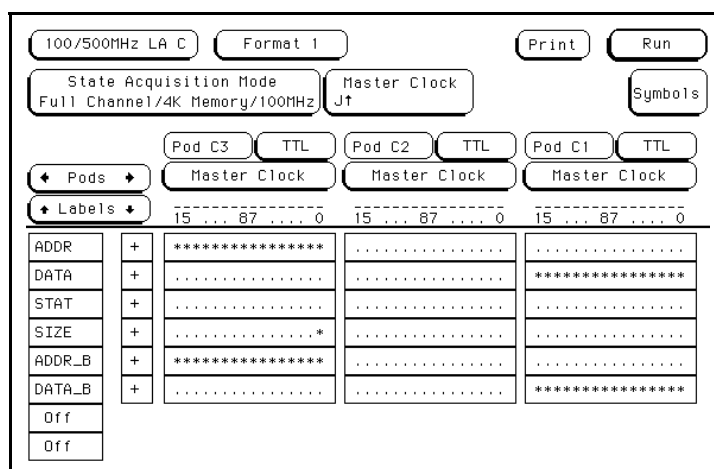 100/500MHz LA C Format 1 Print Run
State Acquisition Mode Master Clock
Full Channel/4K Memory/100MHz J↑ Symbols
Pod C3 TTL Pod C2 TTL Pod C1 TTL
← Pods → Master Clock Master Clock Master Clock
↑ Labels ↓ 15 ... 87 .... 0 15 ... 87 .... 0 15 ... 87 .... 0
ADDR + **************** ................ ................
DATA + ................ ................ ****************
STAT + ................ ................ ................
SIZE + ...............* ................ ................
ADDR_B + **************** ................ ................
DATA_B + ................ ................ ****************
Off
Off